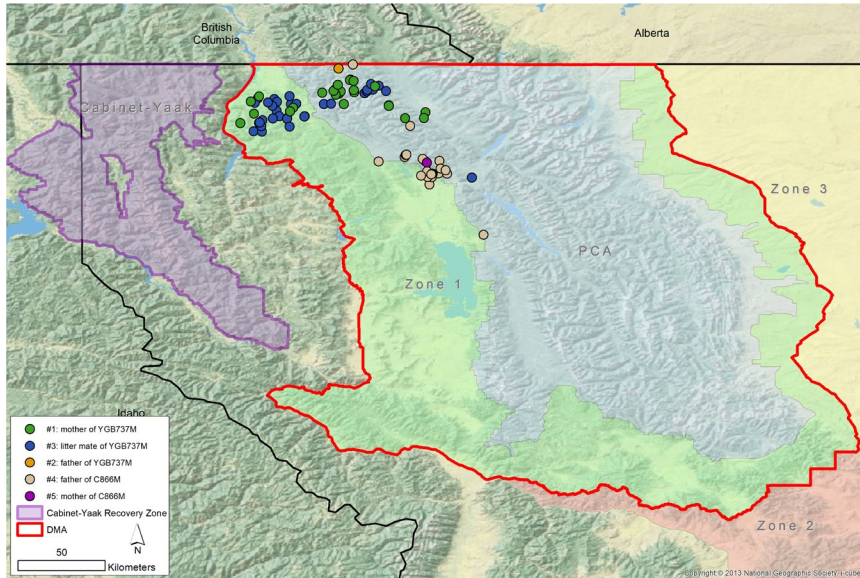 British
Columbia
Alberta
Cabinet-Yaak
Zone 3
PCA
Zone 1
Idaho
#1: mother of YGB737M
#3: litter mate of YGB737M
#2: father of YGB737M
#4: father of C866M
#5: mother of C866M
Cabinet-Yaak Recovery Zone
DMA
N
50
Kilometers
Zone 2
Copyright:© 2013 National Geographic Society, i-cube